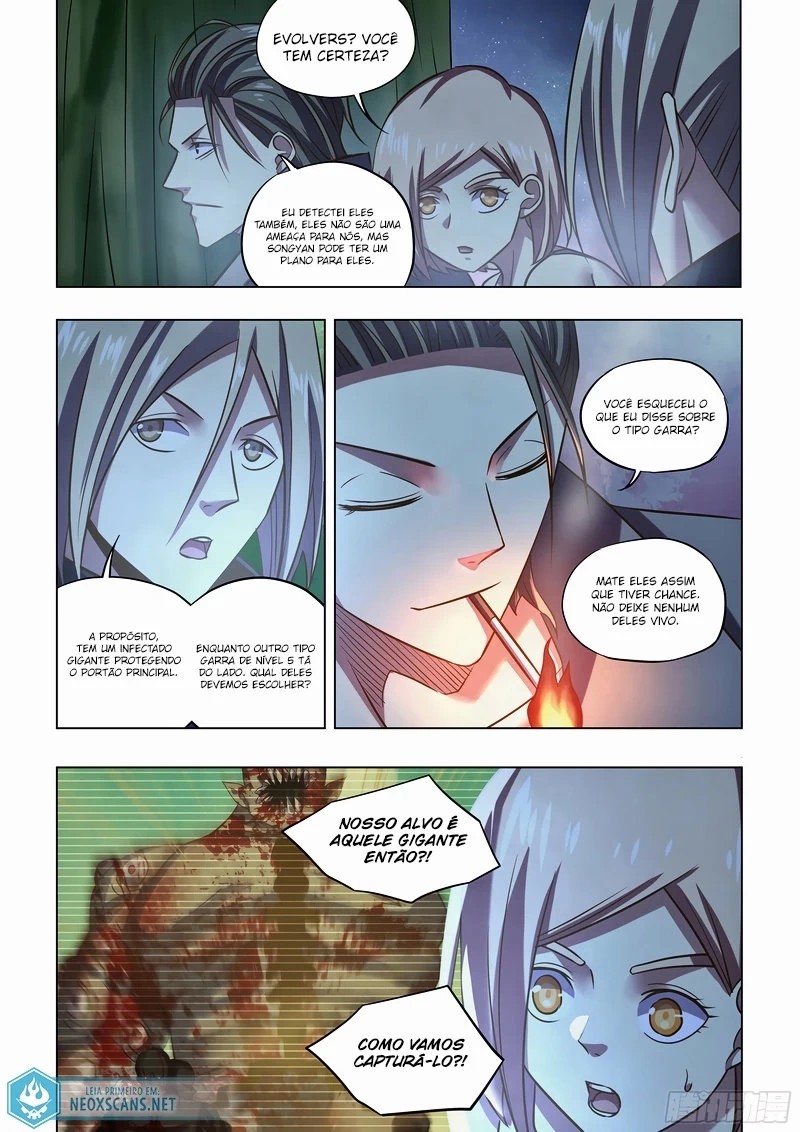 EVOLVERS? VOCÊ
TEM CERTEZA?
EU DETECTEI ELES
TAMBÉM, ELES NÃO SÃO UMA
AMEAÇA PARA NÓS, MAS
SONGYAN PODE TER UM
PLANO PARA ELES.
A PROPÓSITO,
TEM UM INFECTADO
GIGANTE PROTEGENDO
O PORTÃO PRINCIPAL.
ENQUANTO OUTRO TIPO
GARRA DE NÍVEL 5 TÁ
DO LADO. QUAL DELES
DEVEMOS ESCOLHER?
VOCÊ ESQUECEU O
QUE EU DISSE SOBRE
O TIPO GARRA?
MATE ELES ASSIM
QUE TIVER CHANCE.
NÃO DEIXE NENHUM
DELES VIVO.
NOSSO ALVO É
AQUELE GIGANTE
ENTÃO?!
COMO VAMOS
CAPTURÁ-LO?!
LEIA PRIMEIRO EM:
NEOXSCANS.NET
腾讯动漫